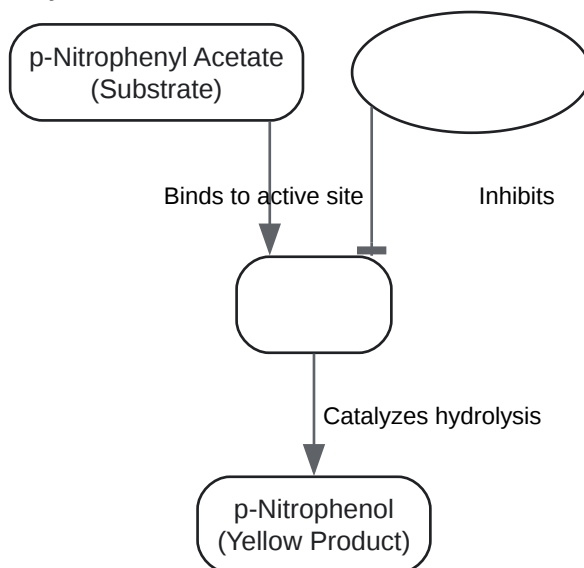 p-Nitrophenyl Acetate
(Substrate)
Binds to active site
Inhibits
Catalyzes hydrolysis
p-Nitrophenol
(Yellow Product)